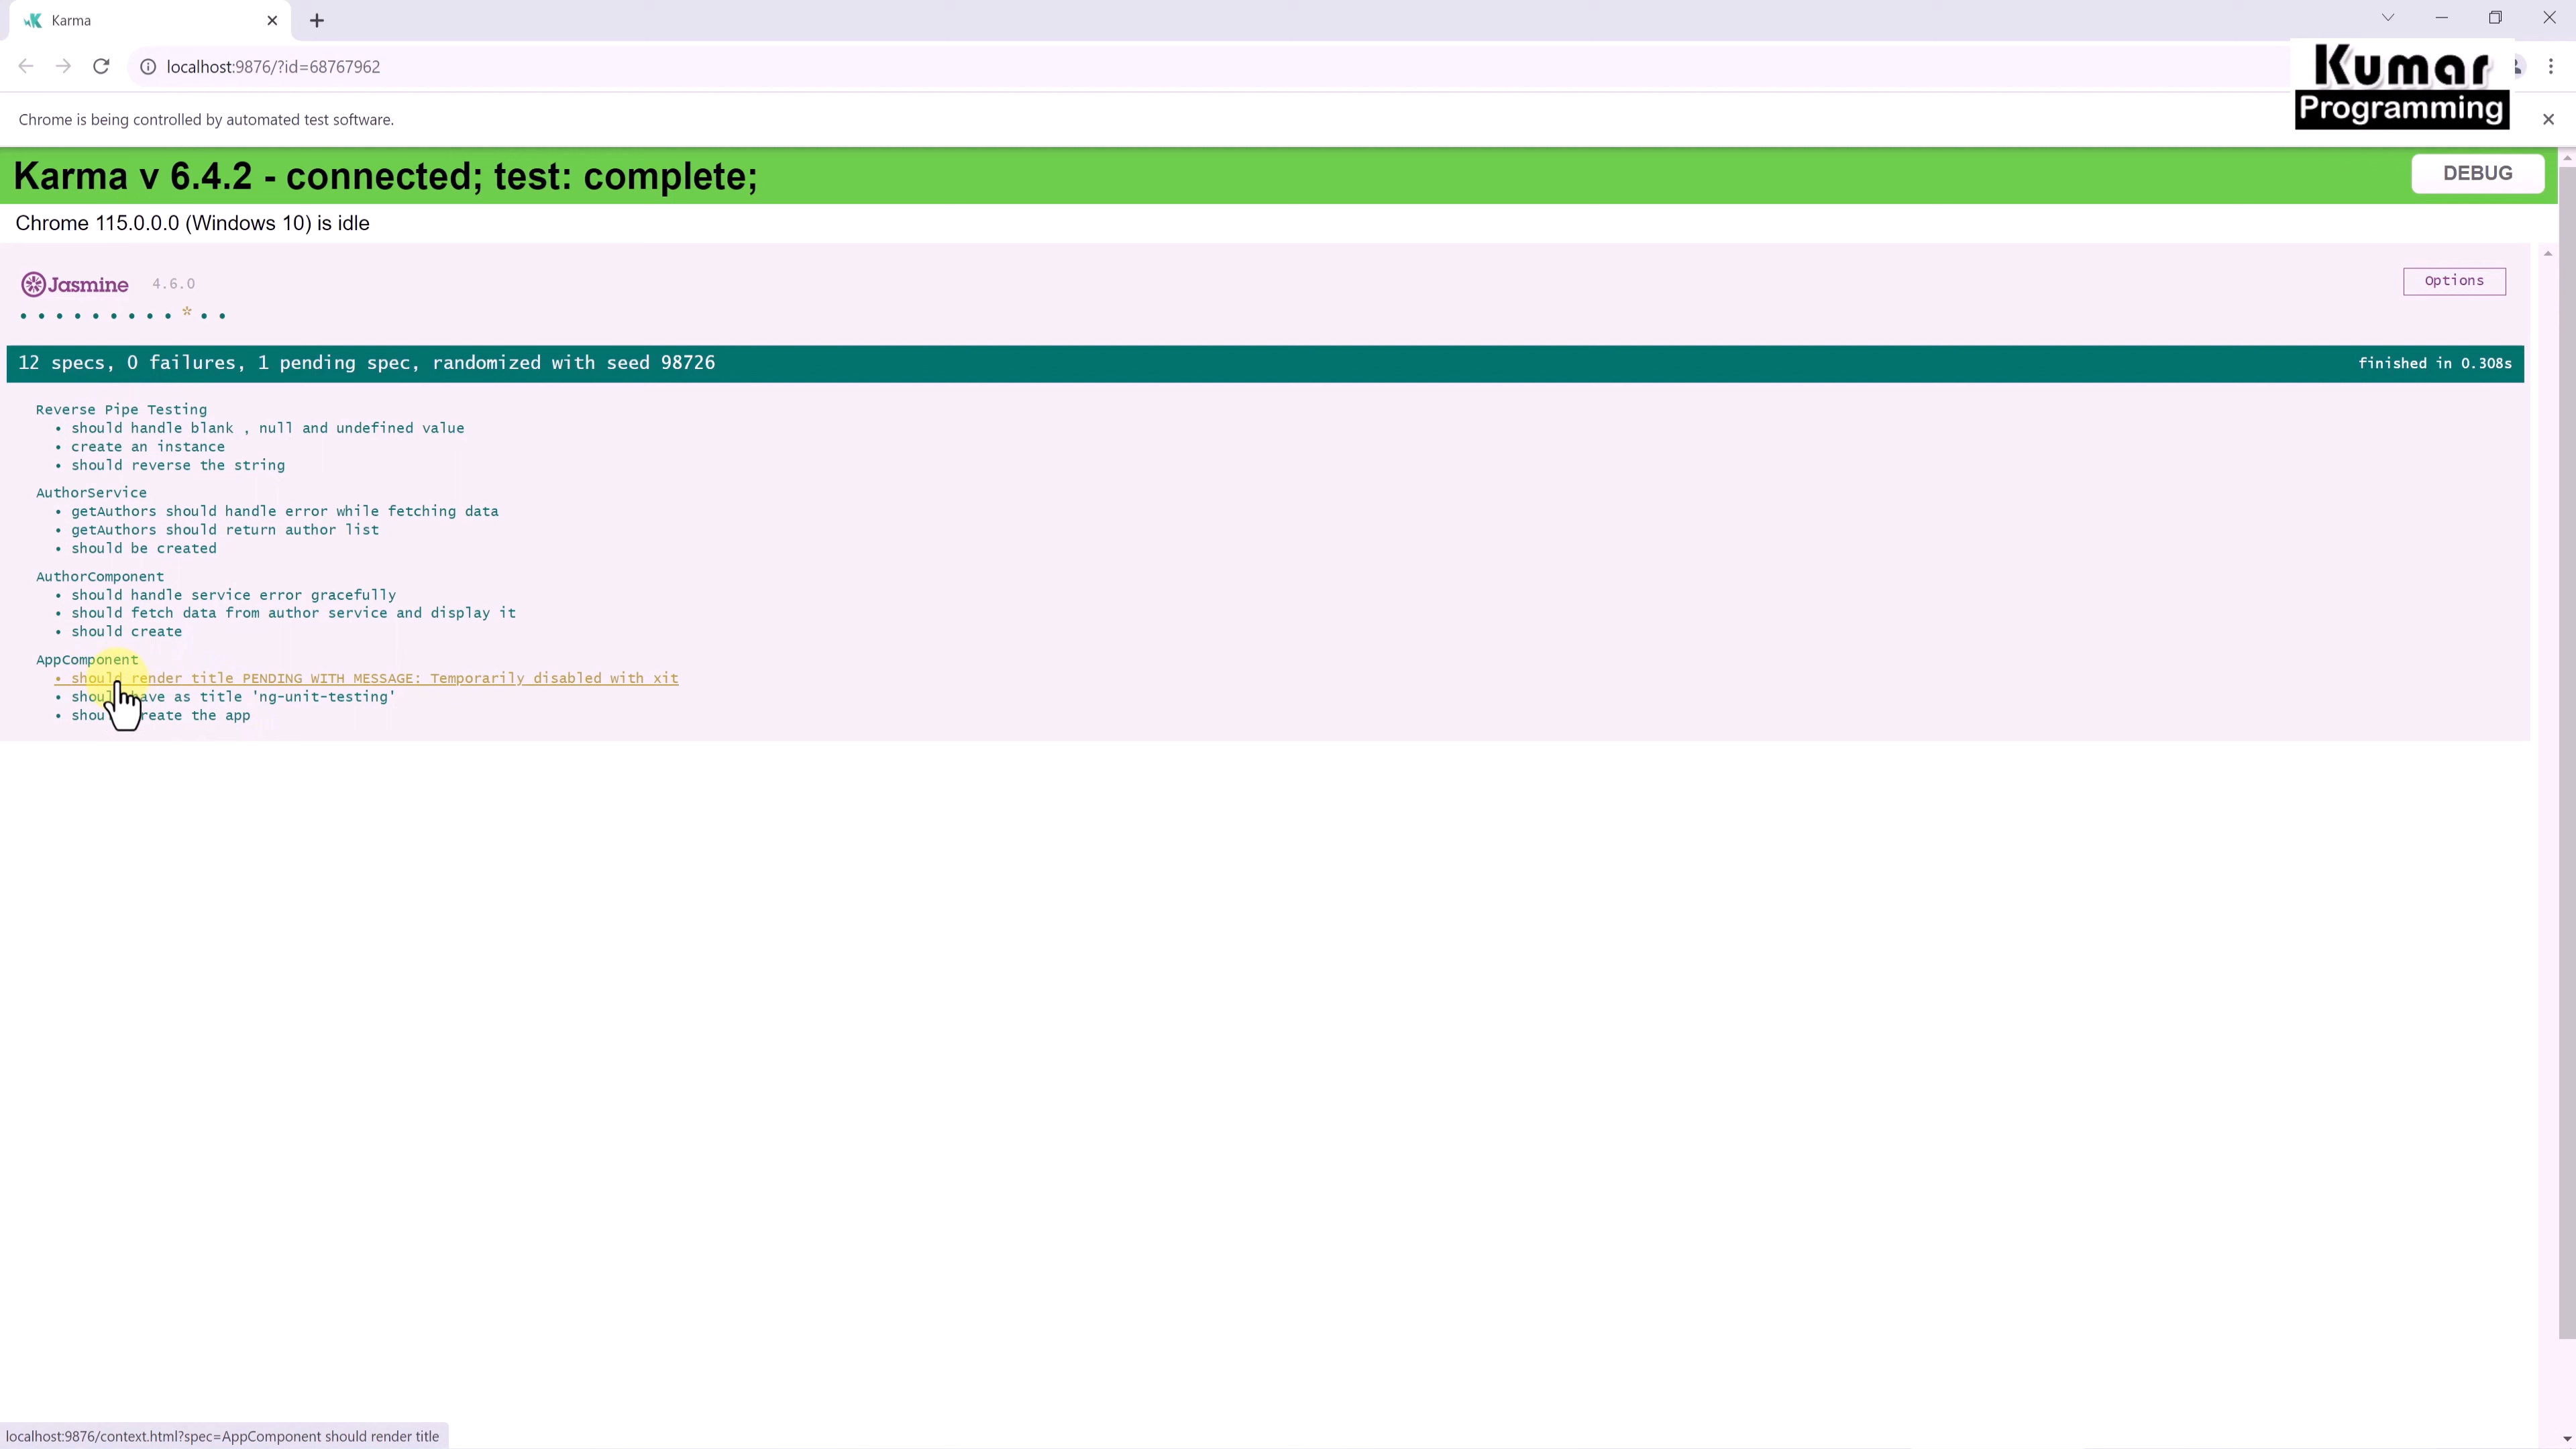 Karma
localhost:9876/?id=68767962
Kumar
Programming
Chrome is being controlled by automated test software.
Karma v 6.4.2 - connected; test: complete;
DEBUG
Chrome 115.0.0.0 (Windows 10) is idle
Jasmine 4.6.0
Options
• • • • • • • • • * • •
12 specs, 0 failures, 1 pending spec, randomized with seed 98726
finished in 0.308s
Reverse Pipe Testing
• should handle blank , null and undefined value
• create an instance
• should reverse the string
AuthorService
• getAuthors should handle error while fetching data
• getAuthors should return author list
• should be created
AuthorComponent
• should handle service error gracefully
• should fetch data from author service and display it
• should create
AppComponent
• should render title PENDING WITH MESSAGE: Temporarily disabled with xit
• should have as title 'ng-unit-testing'
• should create the app
localhost:9876/context.html?spec=AppComponent should render title